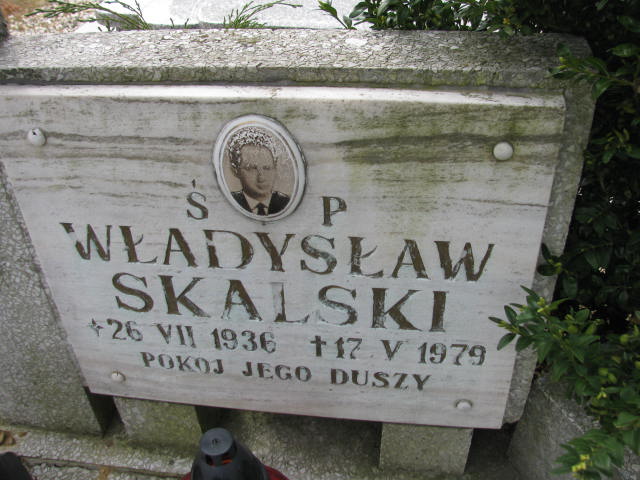 Ś P
WŁADYSŁAW
SKALSKI
* 26 VII 1936 † 17 V 1979
POKÓJ JEGO DUSZY